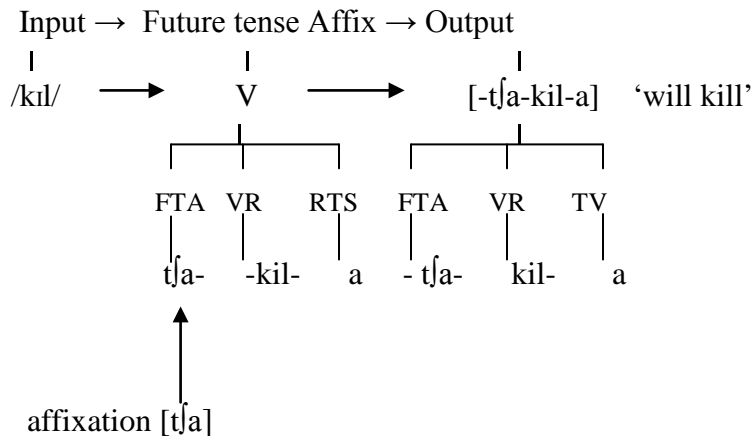 Input → Future tense Affix → Output
/kɪl/ V [-tʃa-kil-a] ‘will kill’
FTA VR RTS FTA VR TV
tʃa- -kil- a - tʃa- kil- a
affixation [tʃa]